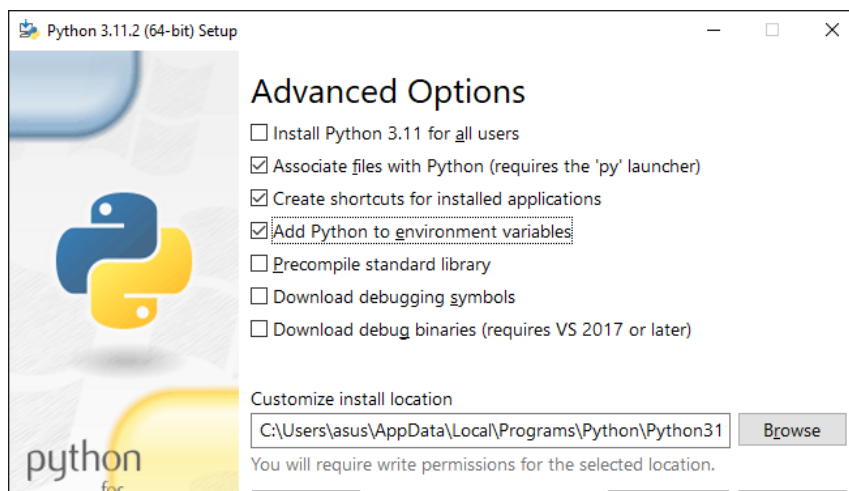 Python 3.11.2 (64-bit) Setup
Advanced Options
Install Python 3.11 for all users
Associate files with Python (requires the 'py' launcher)
Create shortcuts for installed applications
Add Python to environment variables
Precompile standard library
Download debugging symbols
Download debug binaries (requires VS 2017 or later)
Customize install location
C:\Users\asus\AppData\Local\Programs\Python\Python31
Browse
You will require write permissions for the selected location.
python
for